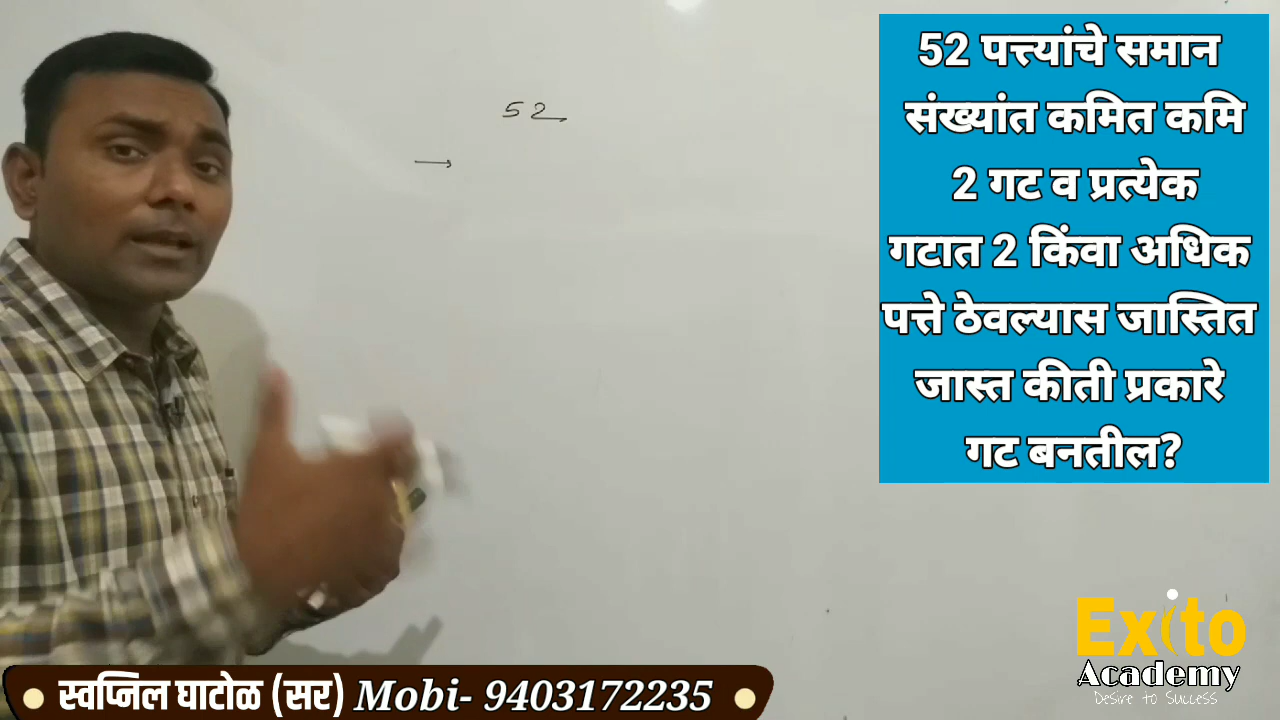 52
→
52 पत्त्यांचे समान
संख्यांत कमित कमि
2 गट व प्रत्येक
गटात 2 किंवा अधिक
पत्ते ठेवल्यास जास्तित
जास्त कीती प्रकारे
गट बनतील?
Exito
Academy
Desire to Success
स्वप्निल घाटोळ (सर) Mobi- 9403172235